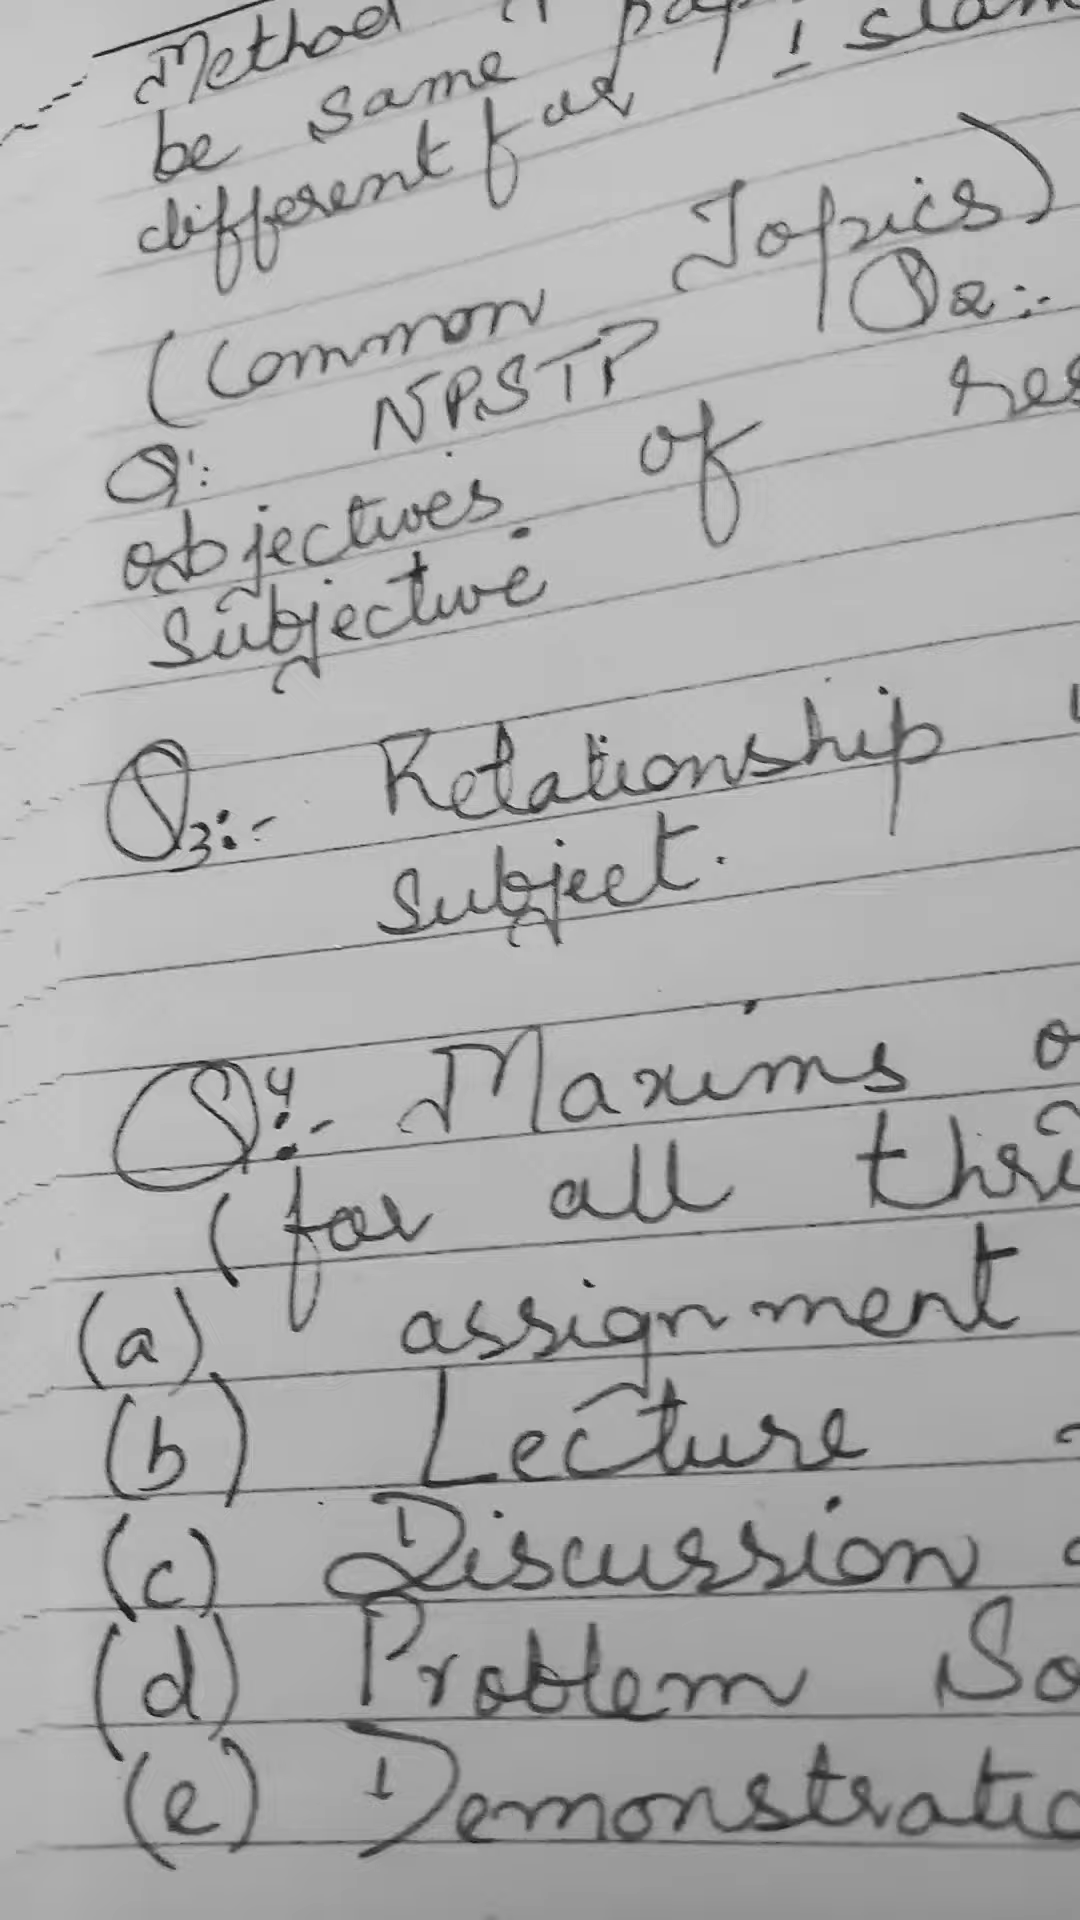 Method
be same
different for
(Common Topics)
Q1: NPSTP Q2:-
objectives of
Subjective
Q3:- Relationship
Subject.
Q4:- Maxims
(for all
(a) assignment
(b) Lecture
(c) Discussion
(d) Problem
(e)